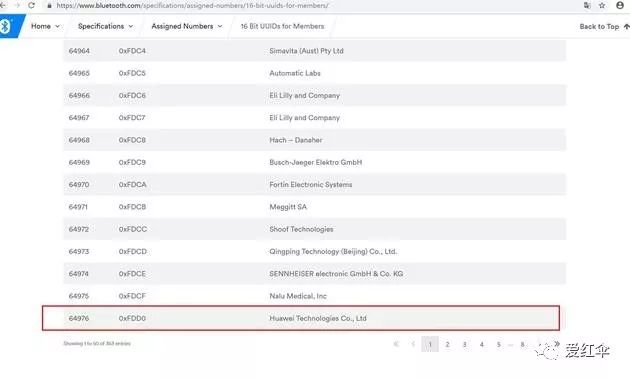 https://www.bluetooth.com/specifications/assigned-numbers/16-bit-uuids-for-members/
Home Specifications Assigned Numbers 16 Bit UUIDs for Members Back to Top
64964 0xFDC4 Simavita (Aust) Pty Ltd
64965 0xFDC5 Automatic Labs
64966 0xFDC6 Eli Lilly and Company
64967 0xFDC7 Eli Lilly and Company
64968 0xFDC8 Hach – Danaher
64969 0xFDC9 Busch-Jaeger Elektro GmbH
64970 0xFDCA Fortin Electronic Systems
64971 0xFDCB Meggitt SA
64972 0xFDCC Shoof Technologies
64973 0xFDCD Qingping Technology (Beijing) Co., Ltd.
64974 0xFDCE SENNHEISER electronic GmbH & Co. KG
64975 0xFDCF Nalu Medical, Inc
64976 0xFDD0 Huawei Technologies Co., Ltd
Showing 1 to 50 of 363 entries 1 2 3 4 5 ... 8
爱红伞